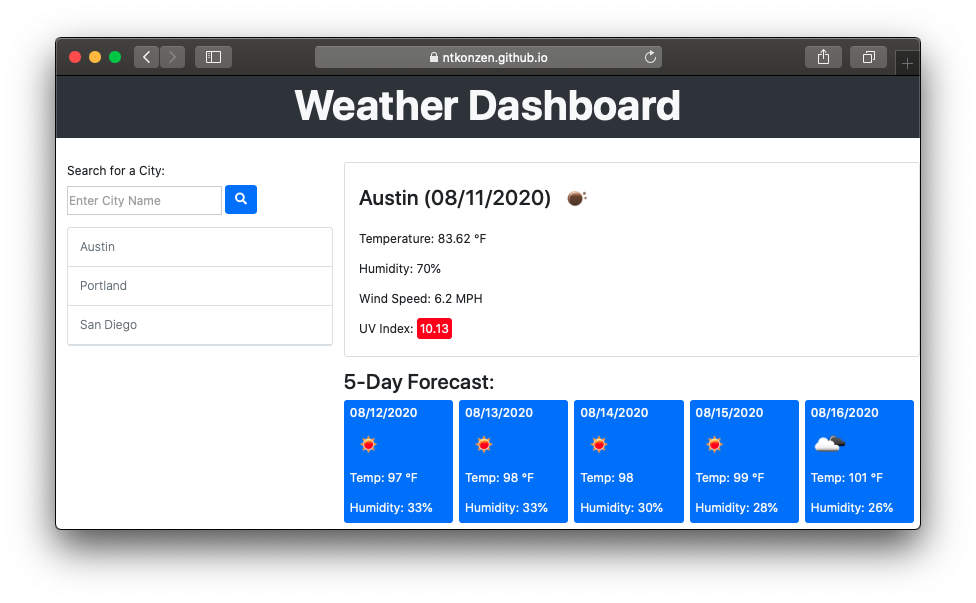 ntkonzen.github.io
Weather Dashboard
Search for a City:
Enter City Name
Austin
Portland
San Diego
Austin (08/11/2020)
Temperature: 83.62 °F
Humidity: 70%
Wind Speed: 6.2 MPH
UV Index: 10.13
5-Day Forecast:
08/12/2020
Temp: 97 °F
Humidity: 33%
08/13/2020
Temp: 98 °F
Humidity: 33%
08/14/2020
Temp: 98
Humidity: 30%
08/15/2020
Temp: 99 °F
Humidity: 28%
08/16/2020
Temp: 101 °F
Humidity: 26%